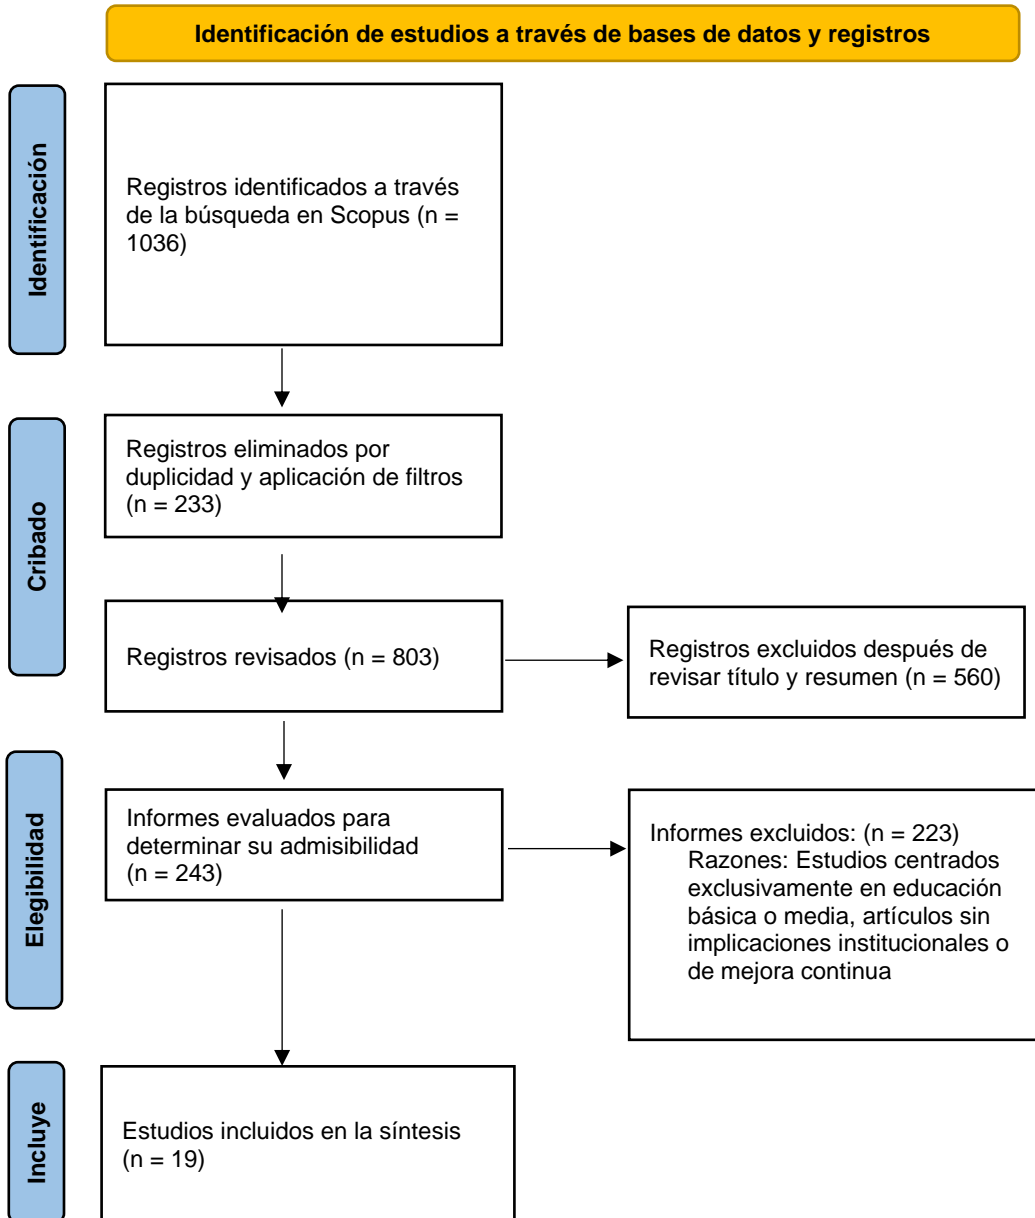 Identificación de estudios a través de bases de datos y registros
Identificación
Registros identificados a través
de la búsqueda en Scopus (n =
1036)
Cribado
Registros eliminados por
duplicidad y aplicación de filtros
(n = 233)
Registros revisados (n = 803)
Registros excluidos después de
revisar título y resumen (n = 560)
Elegibilidad
Informes evaluados para
determinar su admisibilidad
(n = 243)
Informes excluidos: (n = 223)
Razones: Estudios centrados
exclusivamente en educación
básica o media, artículos sin
implicaciones institucionales o
de mejora continua
Incluye
Estudios incluidos en la síntesis
(n = 19)